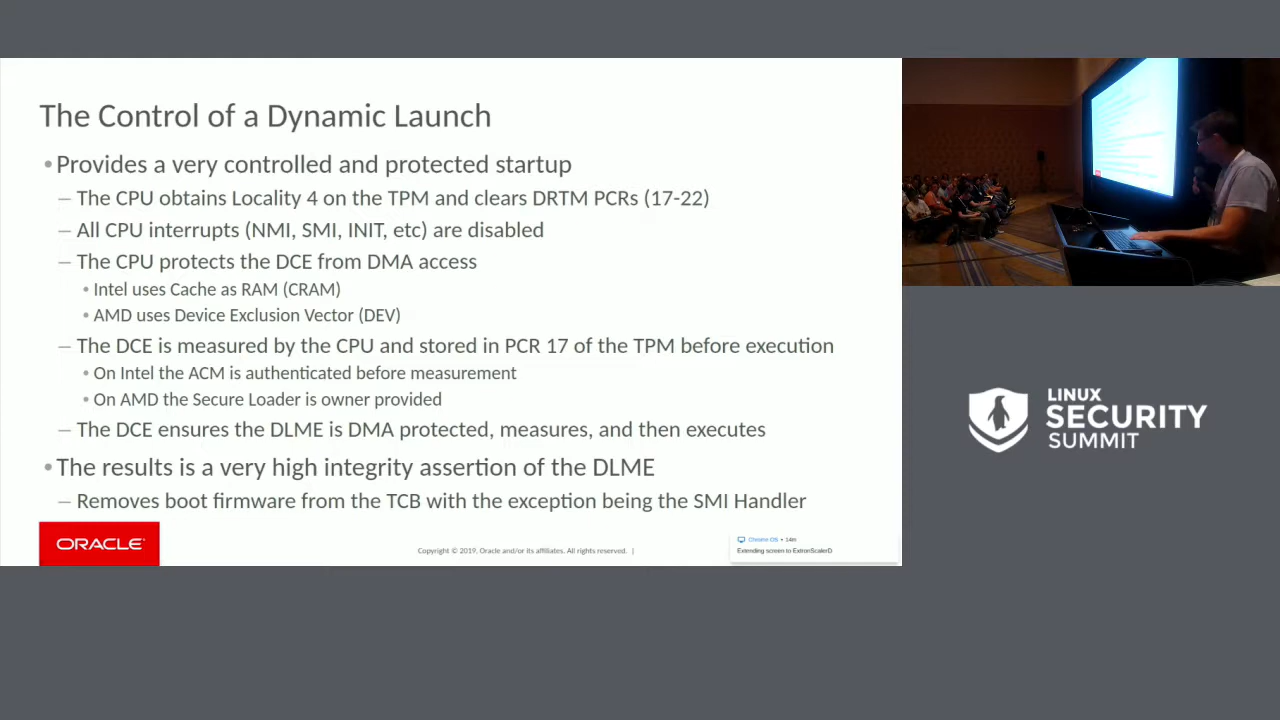 The Control of a Dynamic Launch
• Provides a very controlled and protected startup
– The CPU obtains Locality 4 on the TPM and clears DRTM PCRs (17-22)
– All CPU interrupts (NMI, SMI, INIT, etc) are disabled
– The CPU protects the DCE from DMA access
• Intel uses Cache as RAM (CRAM)
• AMD uses Device Exclusion Vector (DEV)
– The DCE is measured by the CPU and stored in PCR 17 of the TPM before execution
• On Intel the ACM is authenticated before measurement
• On AMD the Secure Loader is owner provided
– The DCE ensures the DLME is DMA protected, measures, and then executes
• The results is a very high integrity assertion of the DLME
– Removes boot firmware from the TCB with the exception being the SMI Handler
ORACLE
Copyright © 2019, Oracle and/or its affiliates. All rights reserved. |
Chrome OS • 14m
Extending screen to ExtronScalerD
LINUX
SECURITY
SUMMIT